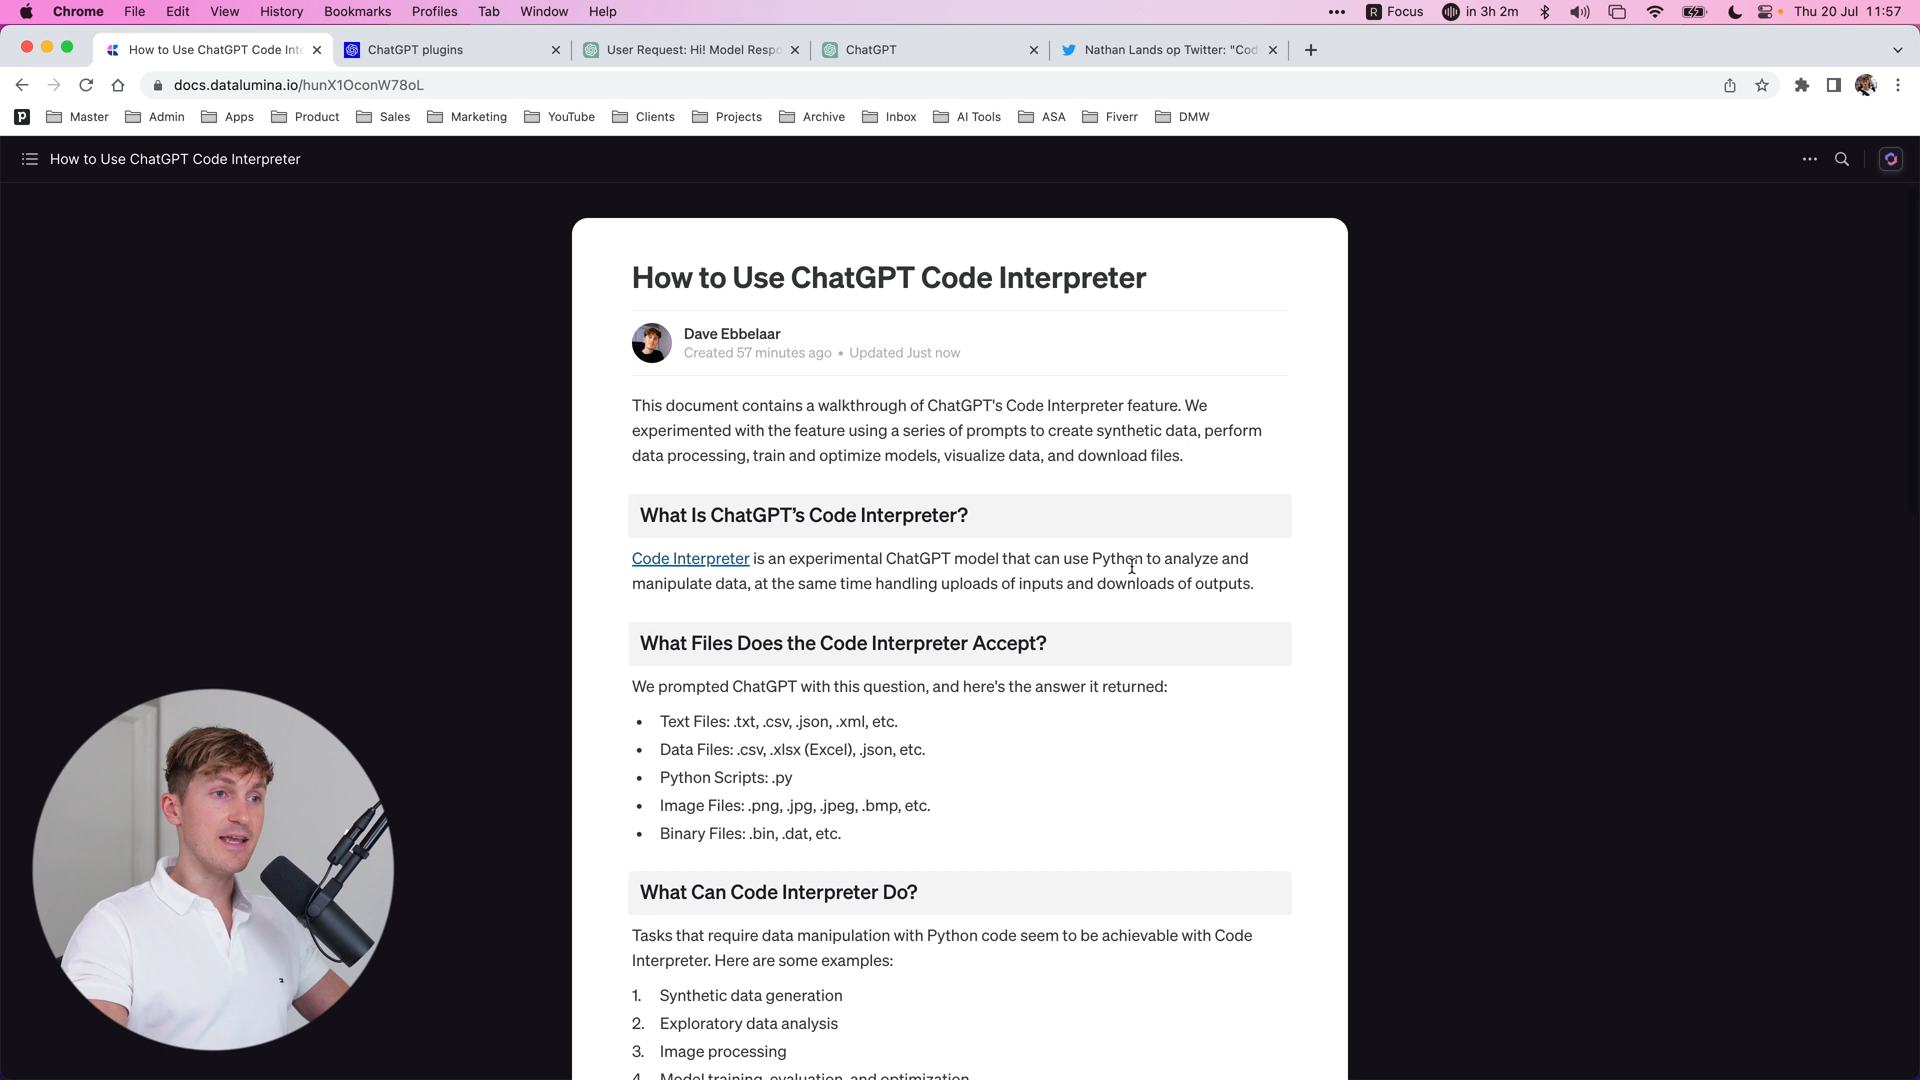 Chrome File Edit View History Bookmarks Profiles Tab Window Help Focus in 3h 2m Thu 20 Jul 11:57
How to Use ChatGPT Code Inte ChatGPT plugins User Request: Hi! Model Respo ChatGPT Nathan Lands op Twitter: "Cod
docs.datalumina.io/hunX1OconW78oL
Master Admin Apps Product Sales Marketing YouTube Clients Projects Archive Inbox AI Tools ASA Fiverr DMW
How to Use ChatGPT Code Interpreter
How to Use ChatGPT Code Interpreter
Dave Ebbelaar
Created 57 minutes ago • Updated Just now
This document contains a walkthrough of ChatGPT's Code Interpreter feature. We
experimented with the feature using a series of prompts to create synthetic data, perform
data processing, train and optimize models, visualize data, and download files.
What Is ChatGPT’s Code Interpreter?
Code Interpreter is an experimental ChatGPT model that can use Python to analyze and
manipulate data, at the same time handling uploads of inputs and downloads of outputs.
What Files Does the Code Interpreter Accept?
We prompted ChatGPT with this question, and here's the answer it returned:
• Text Files: .txt, .csv, .json, .xml, etc.
• Data Files: .csv, .xlsx (Excel), .json, etc.
• Python Scripts: .py
• Image Files: .png, .jpg, .jpeg, .bmp, etc.
• Binary Files: .bin, .dat, etc.
What Can Code Interpreter Do?
Tasks that require data manipulation with Python code seem to be achievable with Code
Interpreter. Here are some examples:
1. Synthetic data generation
2. Exploratory data analysis
3. Image processing
4. Model training, evaluation, and optimization